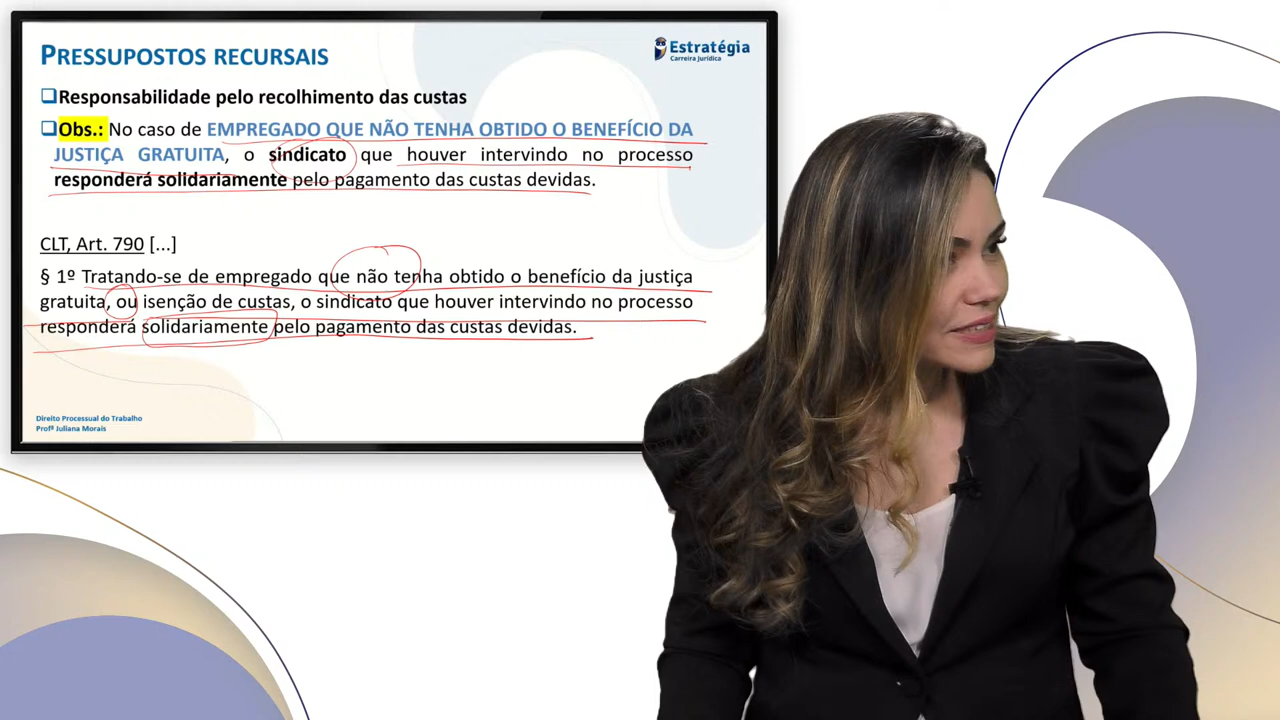 PRESSUPOSTOS RECURSAIS
Estratégia
Carreira Jurídica
Responsabilidade pelo recolhimento das custas
Obs.: No caso de EMPREGADO QUE NÃO TENHA OBTIDO O BENEFÍCIO DA
JUSTIÇA GRATUITA, o sindicato que houver intervindo no processo
responderá solidariamente pelo pagamento das custas devidas.
CLT, Art. 790 [...]
§ 1º Tratando-se de empregado que não tenha obtido o benefício da justiça
gratuita, ou isenção de custas, o sindicato que houver intervindo no processo
responderá solidariamente pelo pagamento das custas devidas.
Direito Processual do Trabalho
Profª Juliana Morais